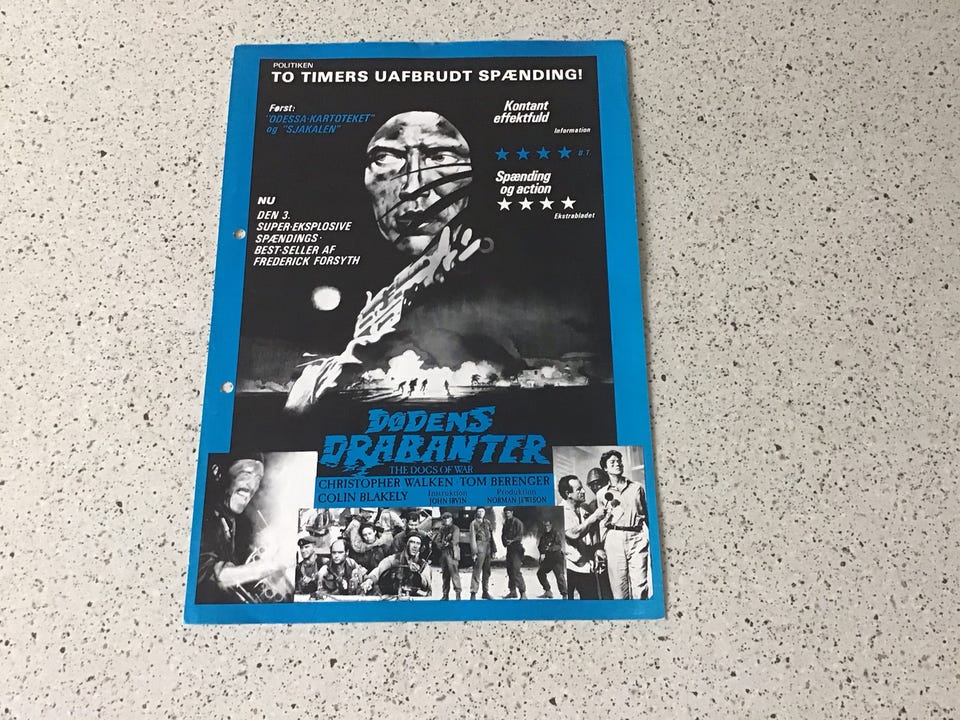 POLITIKEN
TO TIMERS UAFBRUDT SPÆNDING!
Først:
"ODESSA-KARTOTEKET"
og "SJAKALEN"
Kontant
effektfuld
Information
B.T.
Spænding
og action
Ekstrabladet
NU
DEN 3.
SUPER-EKSPLOSIVE
SPÆNDINGS-
BEST-SELLER AF
FREDERICK FORSYTH
DØDENS
DRABANTER
THE DOGS OF WAR
CHRISTOPHER WALKEN · TOM BERENGER
COLIN BLAKELY
Instruktion
JOHN IRVIN
Produktion
NORMAN JEWISON